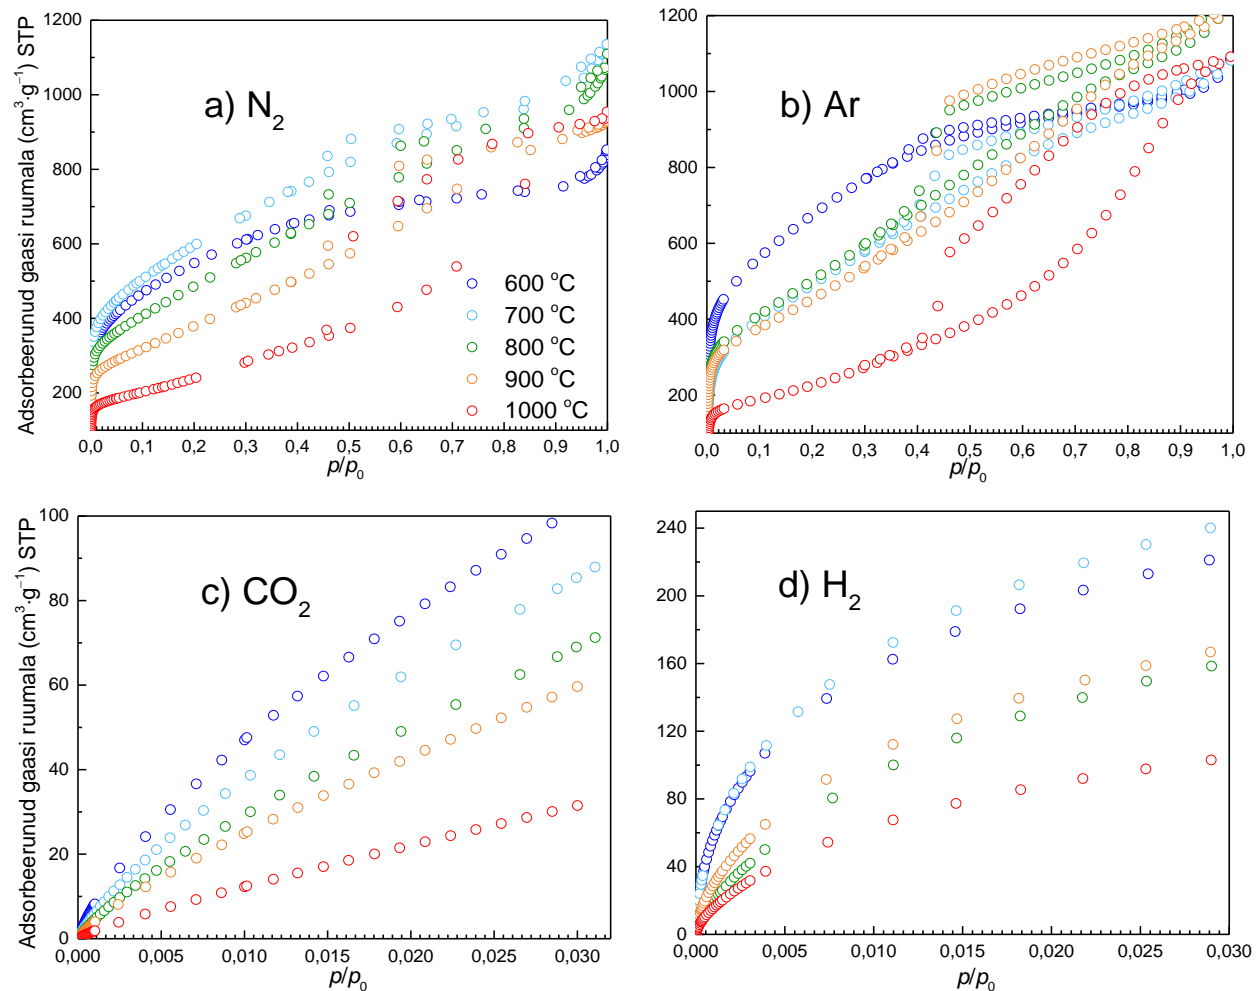 Adsorbeerunud gaasi ruumala (cm³·g⁻¹) STP
1200
1000
800
600
400
200
a) N₂
600 °C
700 °C
800 °C
900 °C
1000 °C
0,0 0,1 0,2 0,3 0,4 0,5 0,6 0,7 0,8 0,9 1,0
p/p₀
1200
1000
800
600
400
200
b) Ar
0,0 0,1 0,2 0,3 0,4 0,5 0,6 0,7 0,8 0,9 1,0
p/p₀
Adsorbeerunud gaasi ruumala (cm³·g⁻¹) STP
100
80
60
40
20
0
c) CO₂
0,000 0,005 0,010 0,015 0,020 0,025 0,030
p/p₀
240
200
160
120
80
40
0
d) H₂
0,000 0,005 0,010 0,015 0,020 0,025 0,030
p/p₀